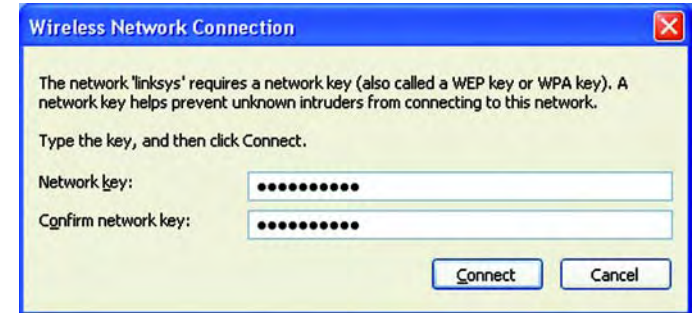 Wireless Network Connection
The network 'linksys' requires a network key (also called a WEP key or WPA key). A
network key helps prevent unknown intruders from connecting to this network.
Type the key, and then click Connect.
Network key: ●●●●●●●●●●
Confirm network key: ●●●●●●●●●●
Connect Cancel